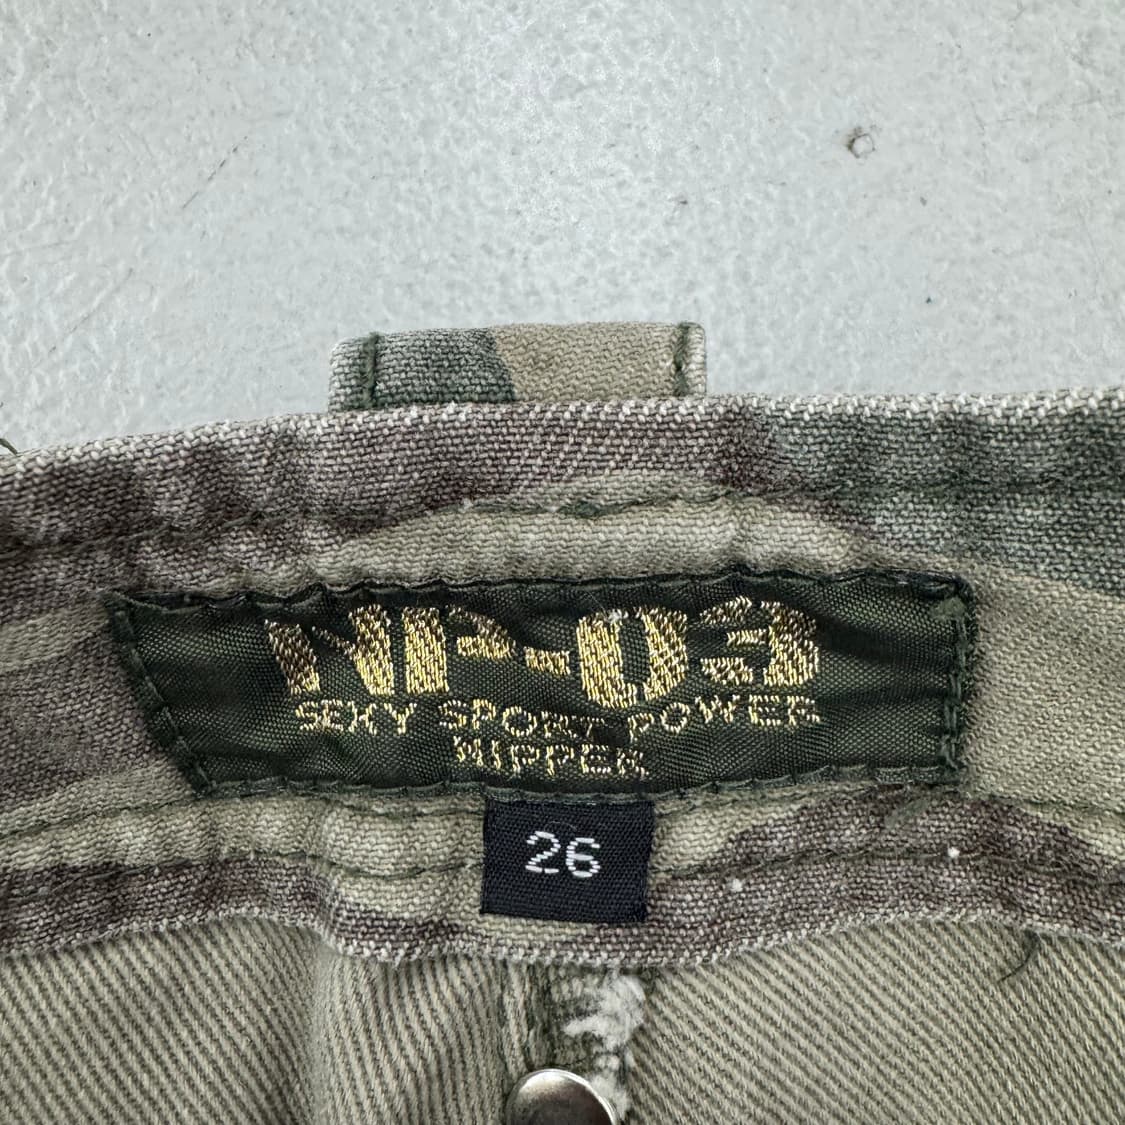 NP-03
SEXY SPORT POWER
NIPPER
26